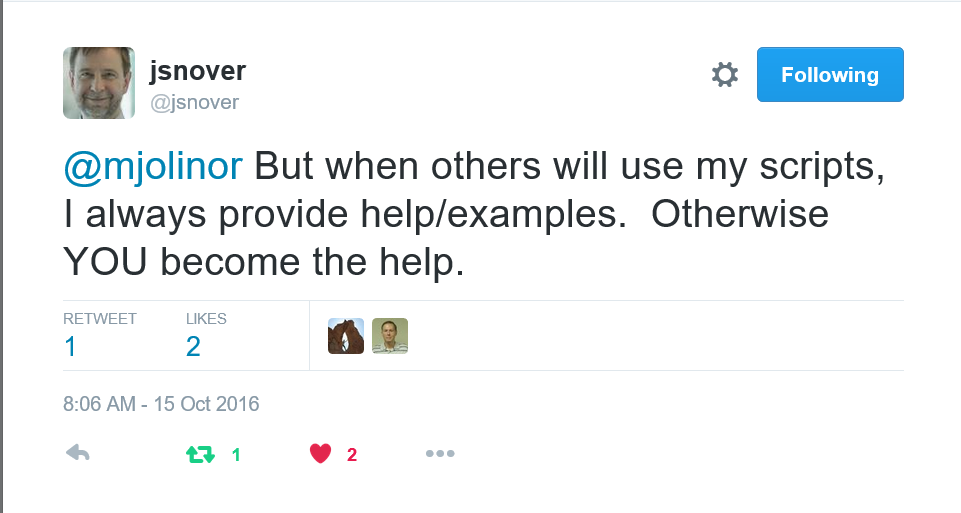 jsnover
@jsnover
Following
@mjolinor But when others will use my scripts,
I always provide help/examples.  Otherwise
YOU become the help.
RETWEET LIKES
1 2
8:06 AM - 15 Oct 2016
1 2